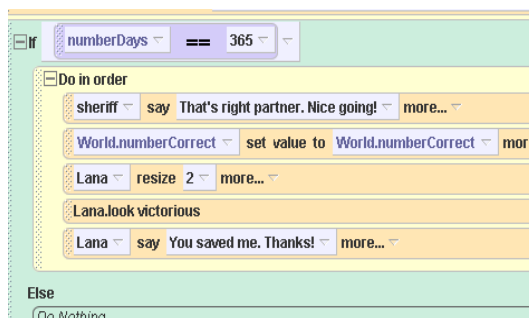 If numberDays == 365
Do in order
sheriff say That's right partner. Nice going! more...
World.numberCorrect set value to World.numberCorrect mor
Lana resize 2 more...
Lana.look victorious
Lana say You saved me. Thanks! more...
Else
Do Nothing